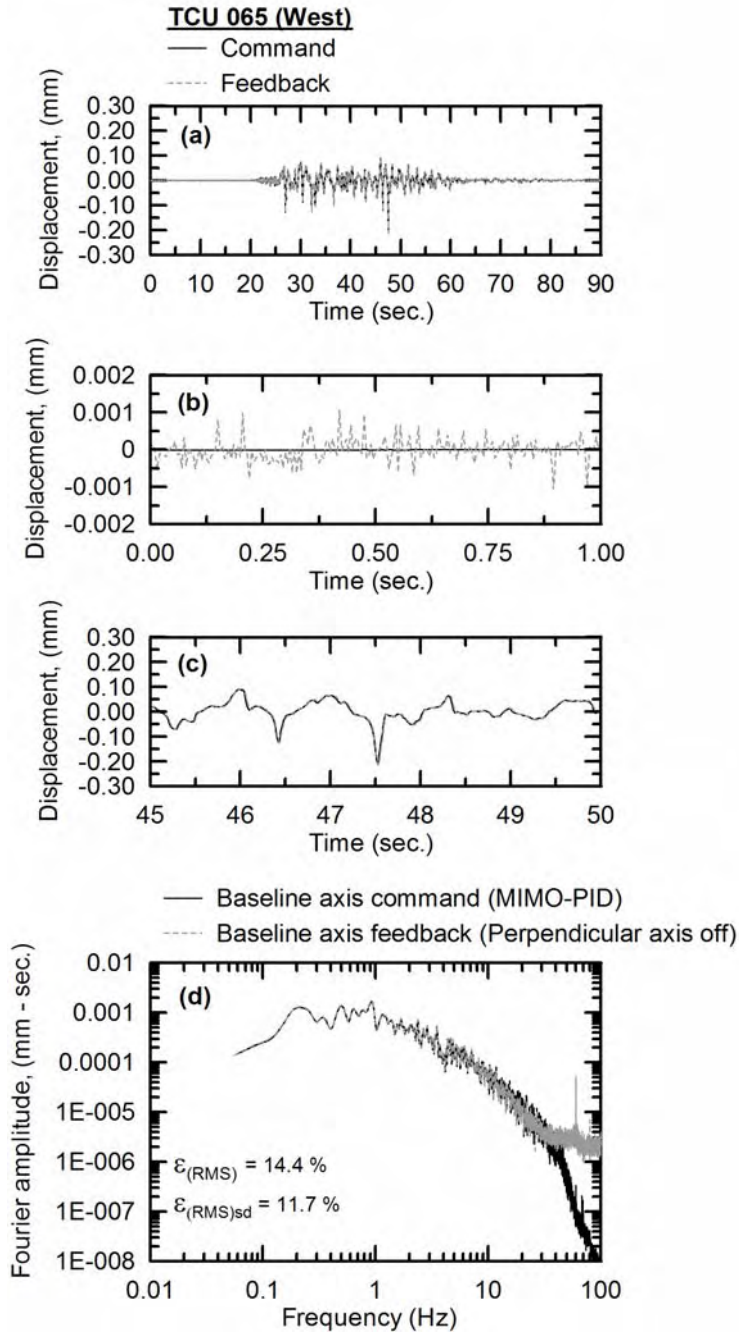 TCU 065 (West)
Command
Feedback
(a)
Displacement, (mm)
0.30
0.20
0.10
0.00
-0.10
-0.20
-0.30
0 10 20 30 40 50 60 70 80 90
Time (sec.)
(b)
Displacement, (mm)
0.002
0.001
0
-0.001
-0.002
0.00 0.25 0.50 0.75 1.00
Time (sec.)
(c)
Displacement, (mm)
0.30
0.20
0.10
0.00
-0.10
-0.20
-0.30
45 46 47 48 49 50
Time (sec.)
Baseline axis command (MIMO-PID)
Baseline axis feedback (Perpendicular axis off)
(d)
Fourier amplitude, (mm - sec.)
0.01
0.001
0.0001
1E-005
1E-006
1E-007
1E-008
ε(RMS) = 14.4 %
ε(RMS)sd = 11.7 %
0.01 0.1 1 10 100
Frequency (Hz)